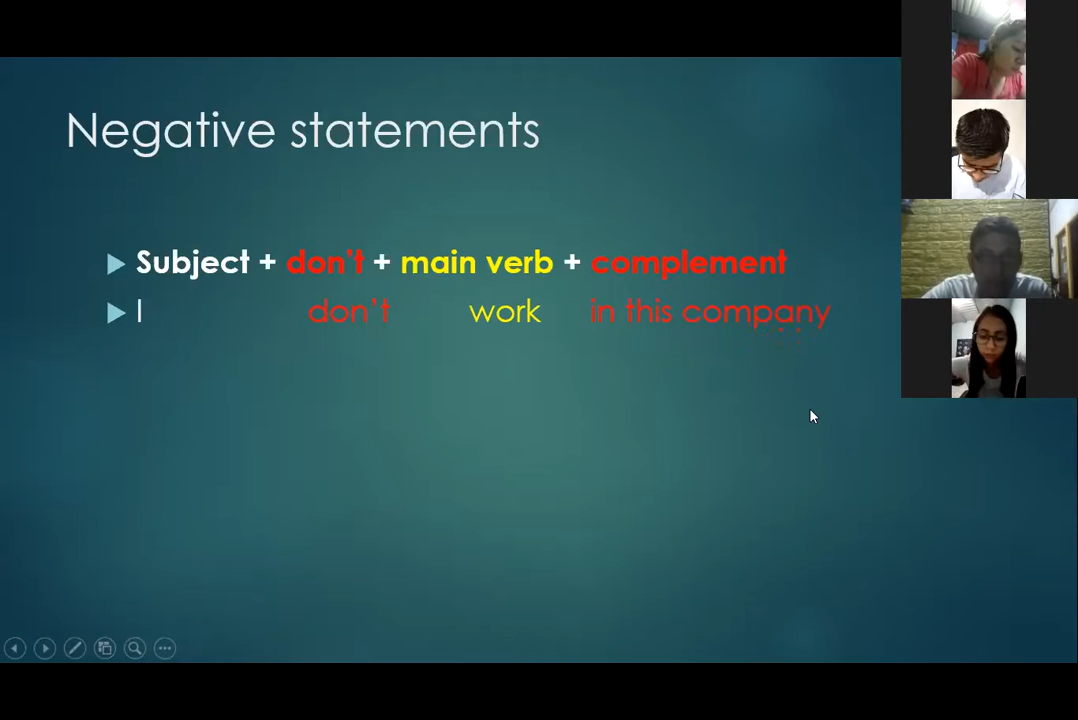 Negative statements
Subject + don't + main verb + complement
I don't work in this company